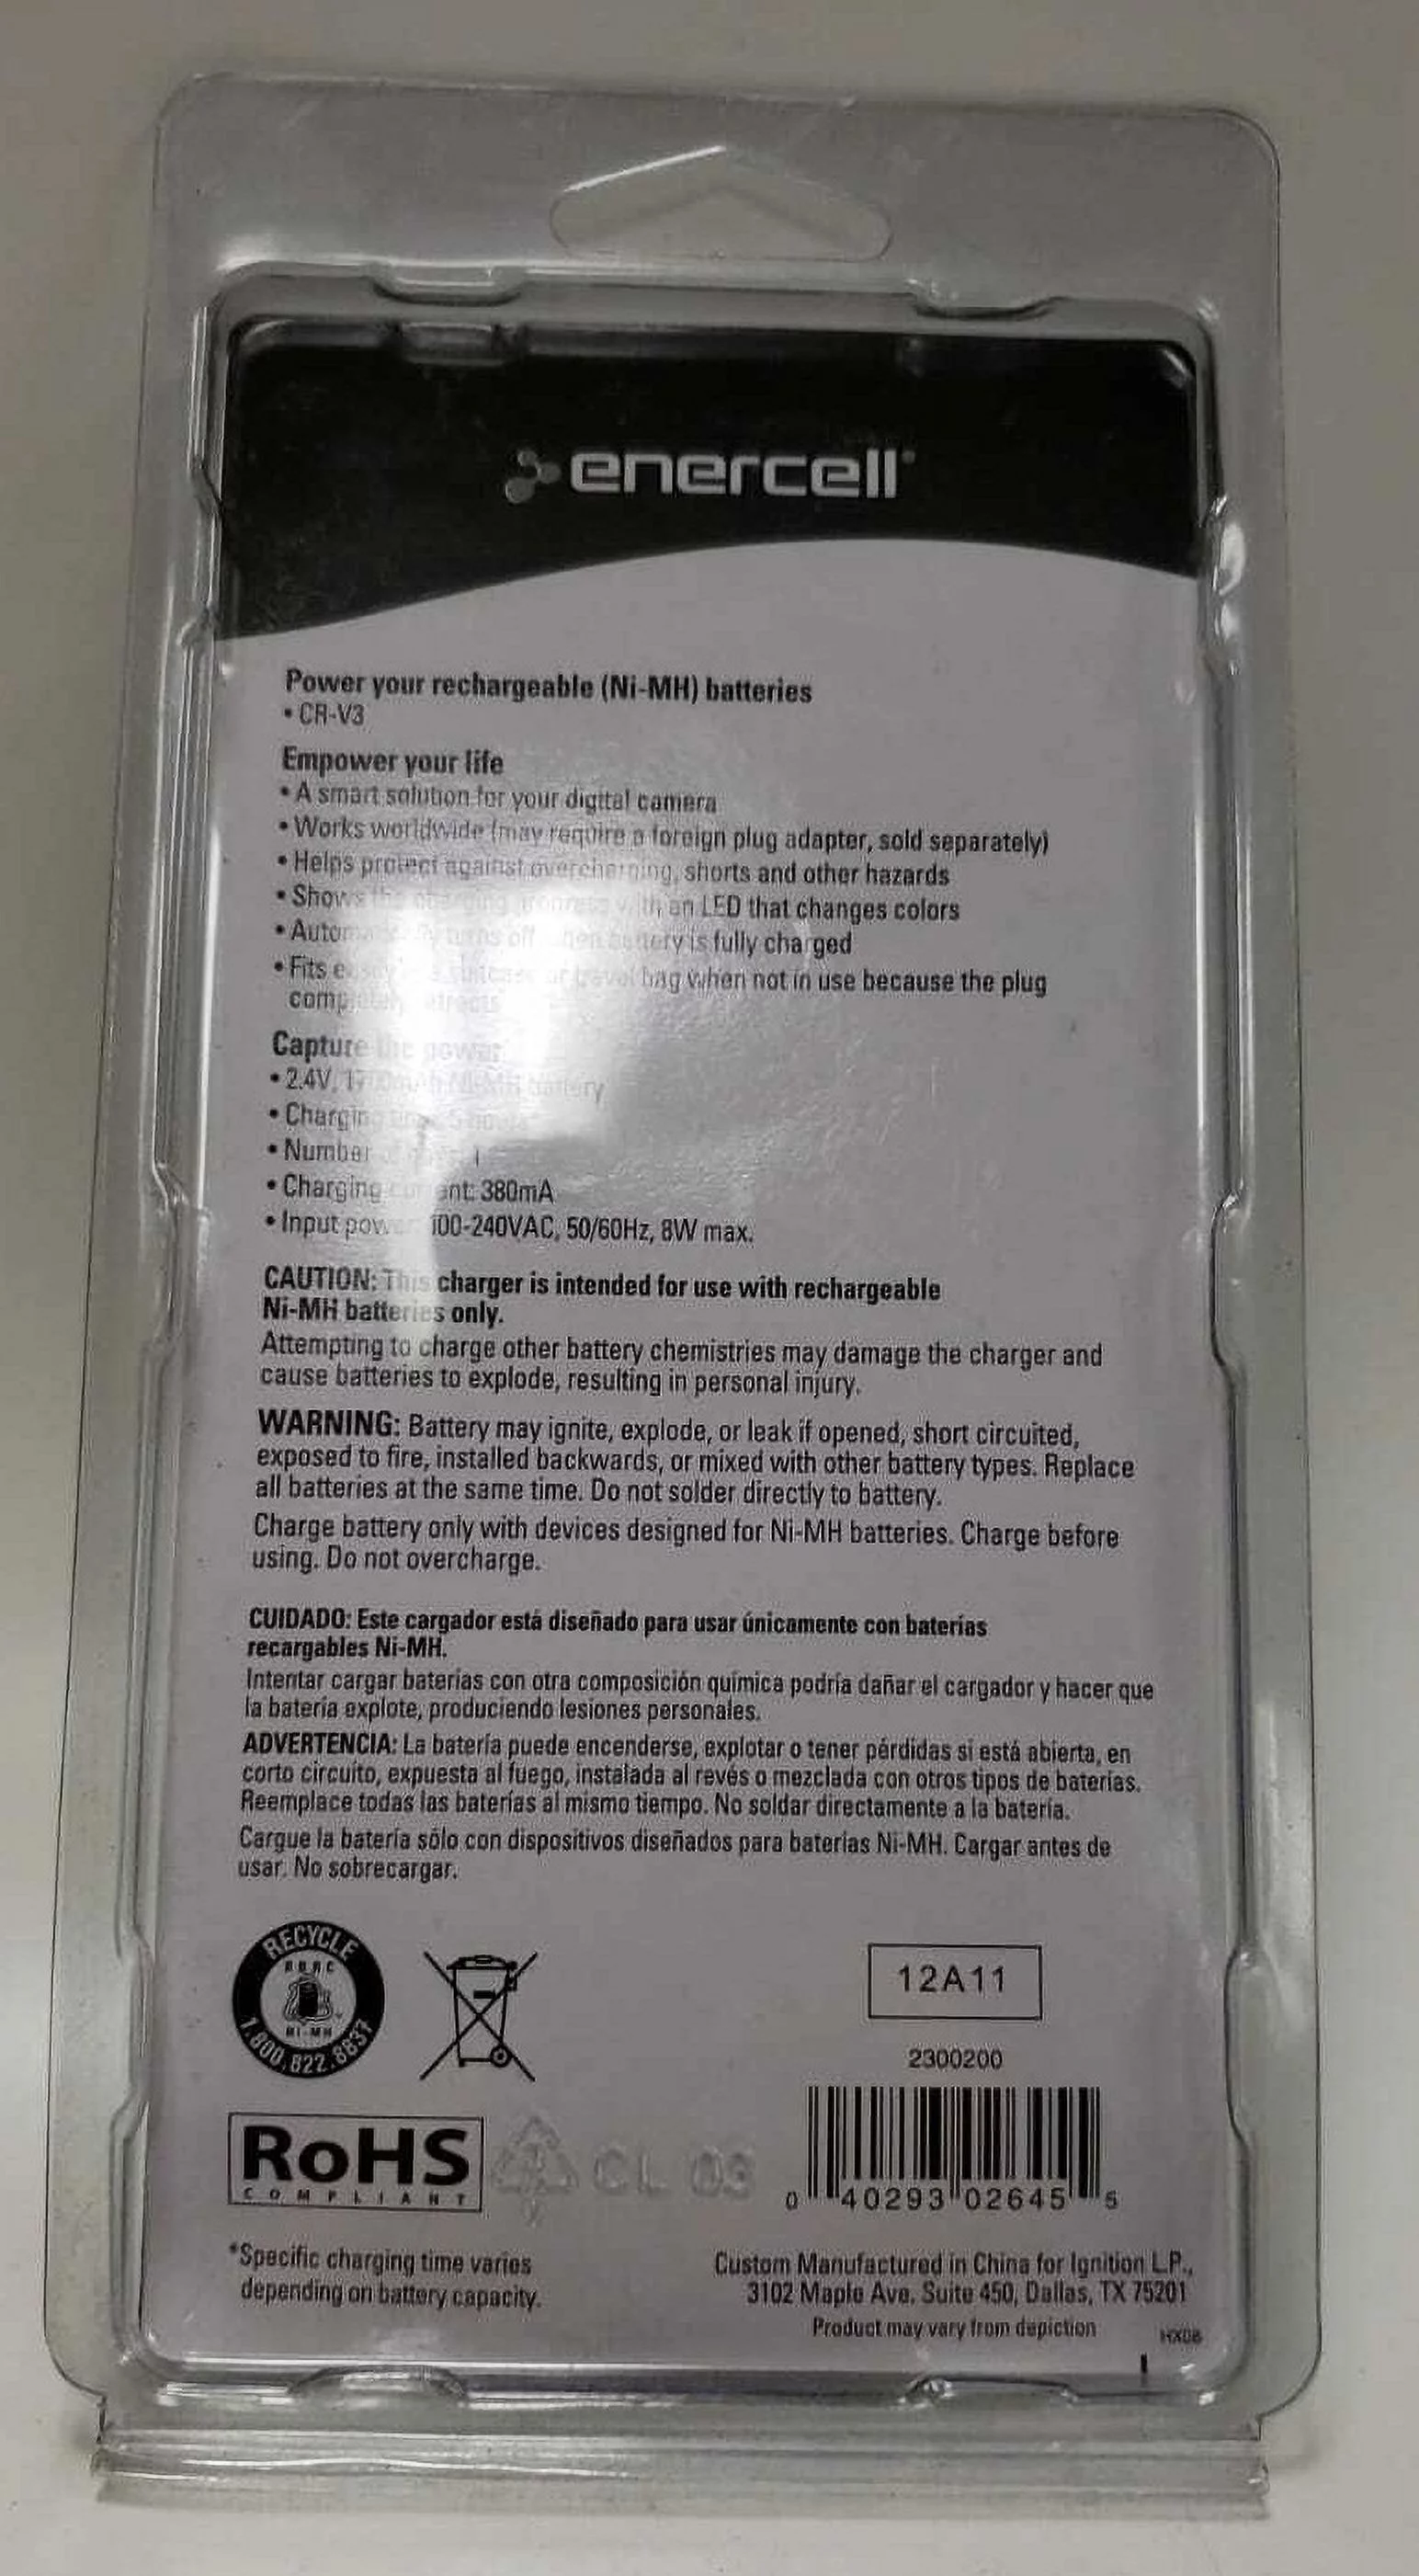 enercell
Power your rechargeable (Ni-MH) batteries
• CR-V3
Empower your life
• A smart solution for your digital camera
• Works worldwide (may require a foreign plug adapter, sold separately)
• Helps protect against overcharging, shorts and other hazards
• Shows the charging progress with an LED that changes colors
• Automatically turns off when battery is fully charged
• Fits easily in a suitcase or travel bag when not in use because the plug
completely retracts
Capture the power
• 2.4V, 1700mAh Ni-MH battery
• Charging time: 5 hours
• Number
• Charging current: 380mA
• Input power: 100-240VAC, 50/60Hz, 8W max.
CAUTION: This charger is intended for use with rechargeable
Ni-MH batteries only.
Attempting to charge other battery chemistries may damage the charger and
cause batteries to explode, resulting in personal injury.
WARNING: Battery may ignite, explode, or leak if opened, short circuited,
exposed to fire, installed backwards, or mixed with other battery types. Replace
all batteries at the same time. Do not solder directly to battery.
Charge battery only with devices designed for Ni-MH batteries. Charge before
using. Do not overcharge.
CUIDADO: Este cargador está diseñado para usar únicamente con baterías
recargables Ni-MH.
Intentar cargar baterías con otra composición química podría dañar el cargador y hacer que
la batería explote, produciendo lesiones personales.
ADVERTENCIA: La batería puede encenderse, explotar o tener pérdidas si está abierta, en
corto circuito, expuesta al fuego, instalada al revés o mezclada con otros tipos de baterías.
Reemplace todas las baterías al mismo tiempo. No soldar directamente a la batería.
Cargue la batería sólo con dispositivos diseñados para baterías Ni-MH. Cargar antes de
usar. No sobrecargar.
RECYCLE
RBRC
NI-MH
1.800.822.8837
12A11
2300200
RoHS
COMPLIANT
CL 03
0 40293 02645 5
*Specific charging time varies
depending on battery capacity.
Custom Manufactured in China for Ignition L.P.,
3102 Maple Ave. Suite 450, Dallas, TX 75201
Product may vary from depiction
HX08